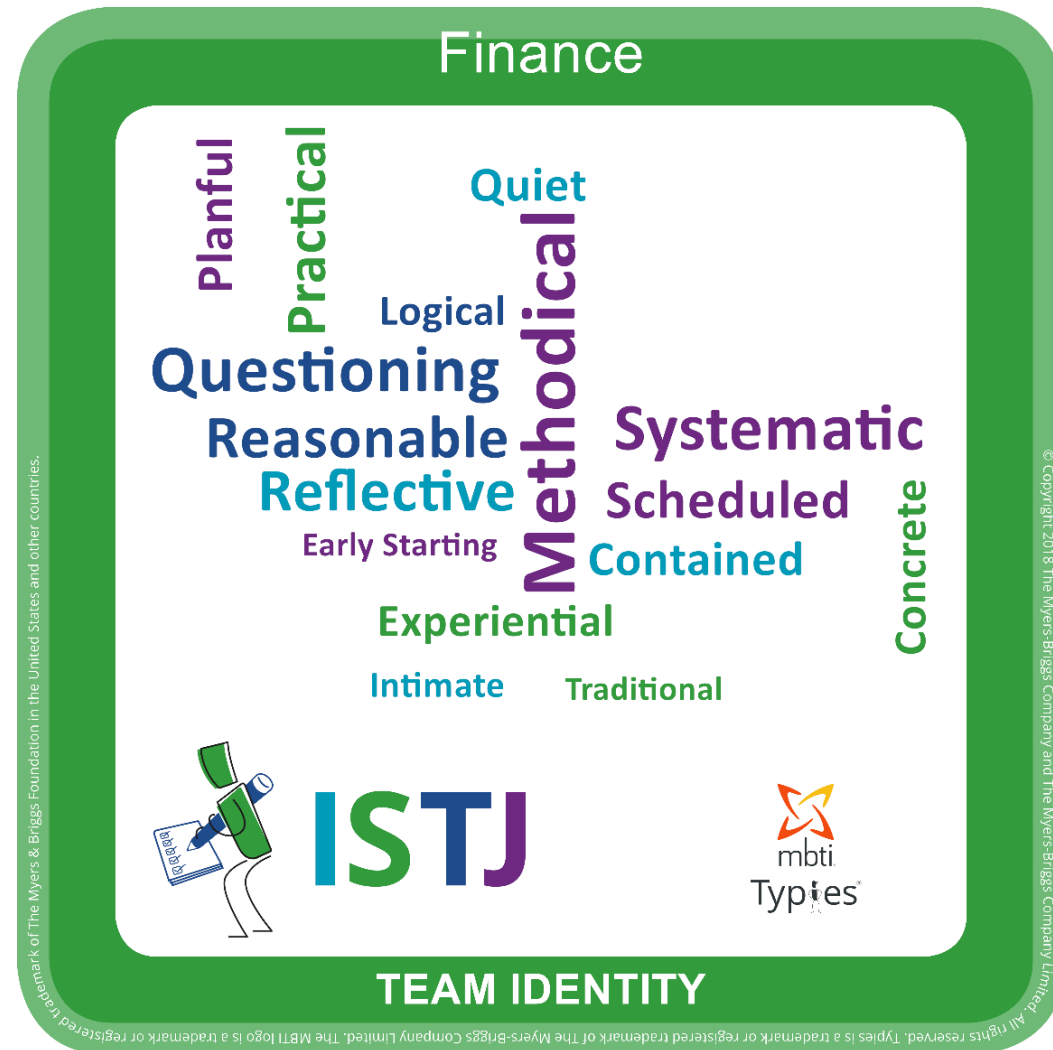 Finance
Planful
Practical
Quiet
Methodical
Logical
Questioning
Reasonable
Reflective
Early Starting
Systematic
Scheduled
Contained
Concrete
Experiential
Intimate
Traditional
ISTJ
mbti
Typies®
TEAM IDENTITY
© Copyright 2018 The Myers-Briggs Company and The Myers-Briggs Company Limited. All rights reserved. Typies is a trademark or registered trademark of The Myers-Briggs Company Limited. The MBTI logo is a trademark or registered trademark of The Myers & Briggs Foundation in the United States and other countries.